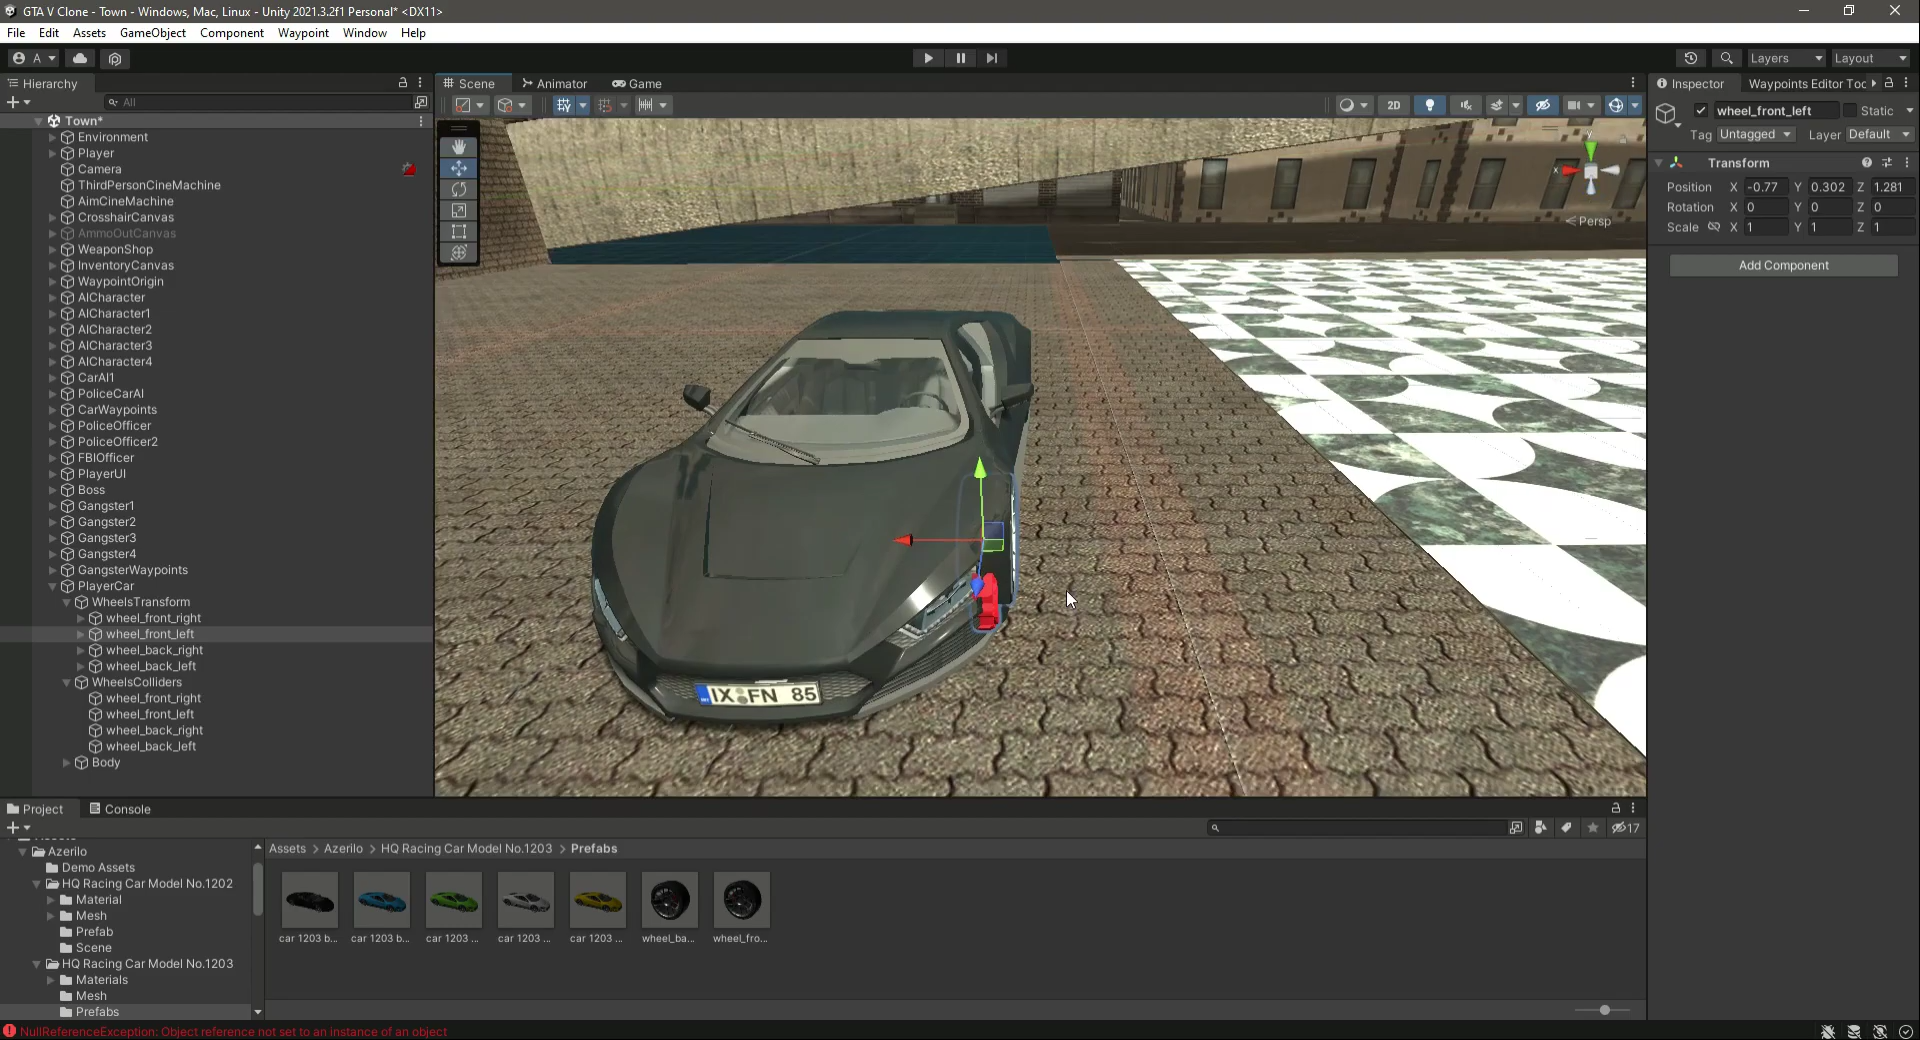 GTA V Clone - Town - Windows, Mac, Linux - Unity 2021.3.2f1 Personal* <DX11>
File Edit Assets GameObject Component Waypoint Window Help
A Layers Layout
Hierarchy
All
Town*
Environment
Player
Camera
ThirdPersonCineMachine
AimCineMachine
CrosshairCanvas
AmmoOutCanvas
WeaponShop
InventoryCanvas
WaypointOrigin
AICharacter
AICharacter1
AICharacter2
AICharacter3
AICharacter4
CarAI1
PoliceCarAI
CarWaypoints
PoliceOfficer
PoliceOfficer2
FBIOfficer
PlayerUI
Boss
Gangster1
Gangster2
Gangster3
Gangster4
GangsterWaypoints
PlayerCar
WheelsTransform
wheel_front_right
wheel_front_left
wheel_back_right
wheel_back_left
WheelsColliders
wheel_front_right
wheel_front_left
wheel_back_right
wheel_back_left
Body
Scene Animator Game
2D
y
x
Persp
IX FN 85
Inspector Waypoints Editor Toc
wheel_front_left Static
Tag Untagged Layer Default
Transform
Position X -0.77 Y 0.302 Z 1.281
Rotation X 0 Y 0 Z 0
Scale X 1 Y 1 Z 1
Add Component
Project Console
17
Azerilo
Demo Assets
HQ Racing Car Model No.1202
Material
Mesh
Prefab
Scene
HQ Racing Car Model No.1203
Materials
Mesh
Prefabs
Assets > Azerilo > HQ Racing Car Model No.1203 > Prefabs
car 1203 b... car 1203 b... car 1203 ... car 1203 ... car 1203 ... wheel_ba... wheel_fro...
NullReferenceException: Object reference not set to an instance of an object